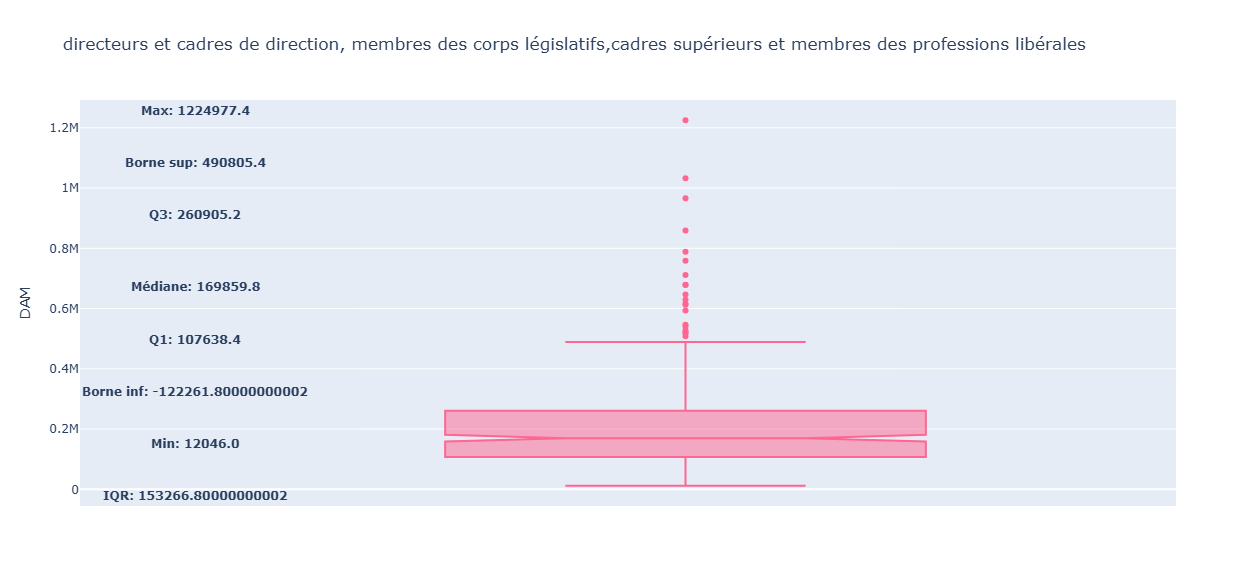 directeurs et cadres de direction, membres des corps législatifs,cadres supérieurs et membres des professions libérales
Max: 1224977.4
1.2M
Borne sup: 490805.4
1M
Q3: 260905.2
0.8M
Médiane: 169859.8
DAM
0.6M
Q1: 107638.4
0.4M
Borne inf: -122261.80000000002
0.2M
Min: 12046.0
0
IQR: 153266.80000000002